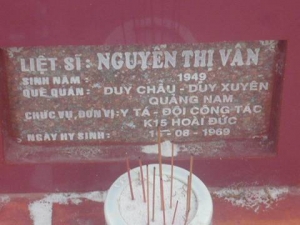 LIỆT SĨ: NGUYỄN THỊ VÂN
SINH NĂM: 1949
QUÊ QUÁN: DUY CHÂU - DUY XUYÊN
QUẢNG NAM
CHỨC VỤ, ĐƠN VỊ: Y TÁ - ĐỘI CÔNG TÁC
K15 HOÀI ĐỨC
NGÀY HY SINH: -08-1969